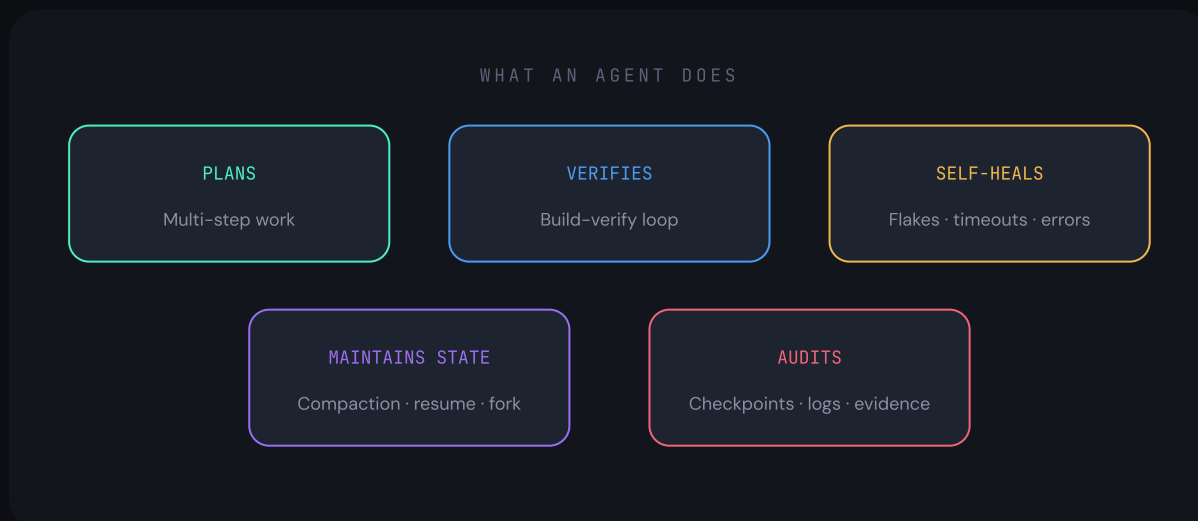 WHAT AN AGENT DOES
PLANS
Multi-step work
VERIFIES
Build-verify loop
SELF-HEALS
Flakes · timeouts · errors
MAINTAINS STATE
Compaction · resume · fork
AUDITS
Checkpoints · logs · evidence